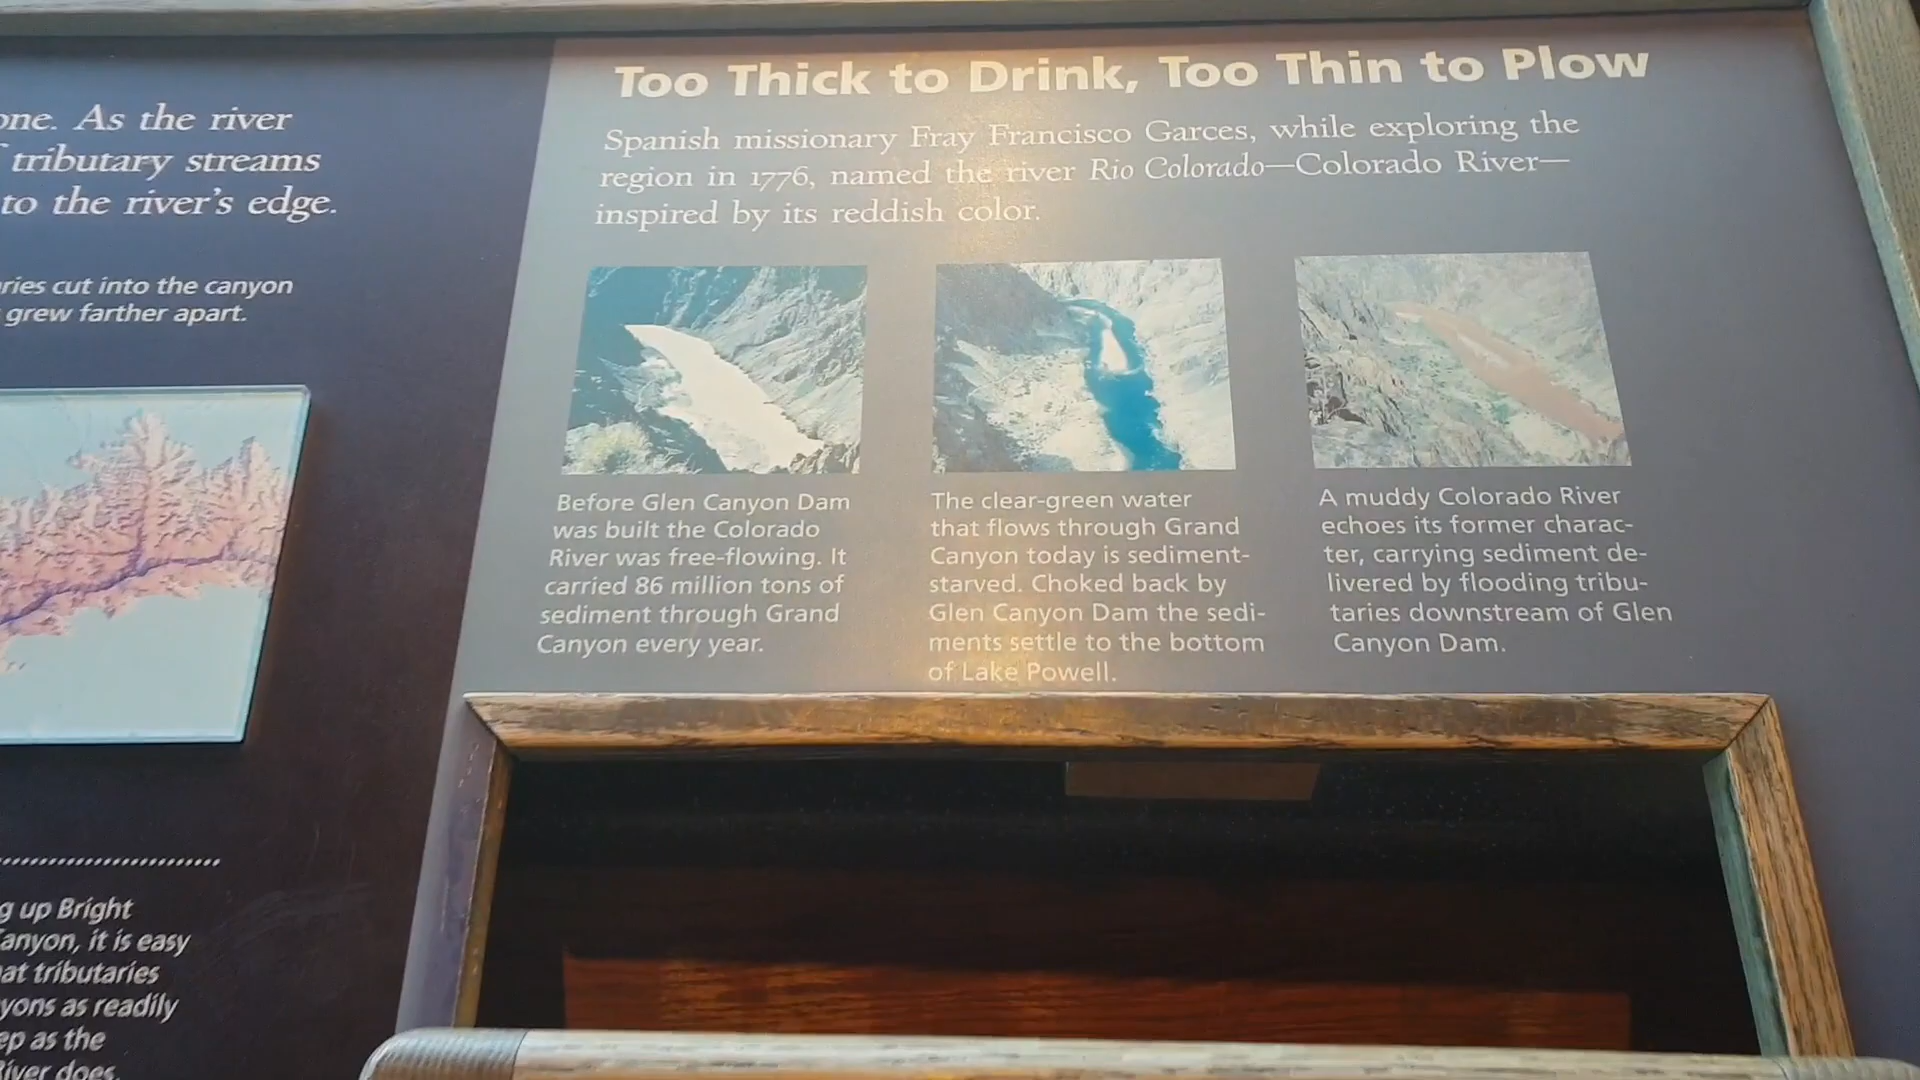 one. As the river
tributary streams
to the river's edge.
ries cut into the canyon
grew farther apart.
g up Bright
anyon, it is easy
at tributaries
yons as readily
ep as the
River does.
Too Thick to Drink, Too Thin to Plow
Spanish missionary Fray Francisco Garces, while exploring the
region in 1776, named the river Rio Colorado—Colorado River—
inspired by its reddish color.
Before Glen Canyon Dam
was built the Colorado
River was free-flowing. It
carried 86 million tons of
sediment through Grand
Canyon every year.
The clear-green water
that flows through Grand
Canyon today is sediment-
starved. Choked back by
Glen Canyon Dam the sedi-
ments settle to the bottom
of Lake Powell.
A muddy Colorado River
echoes its former charac-
ter, carrying sediment de-
livered by flooding tribu-
taries downstream of Glen
Canyon Dam.